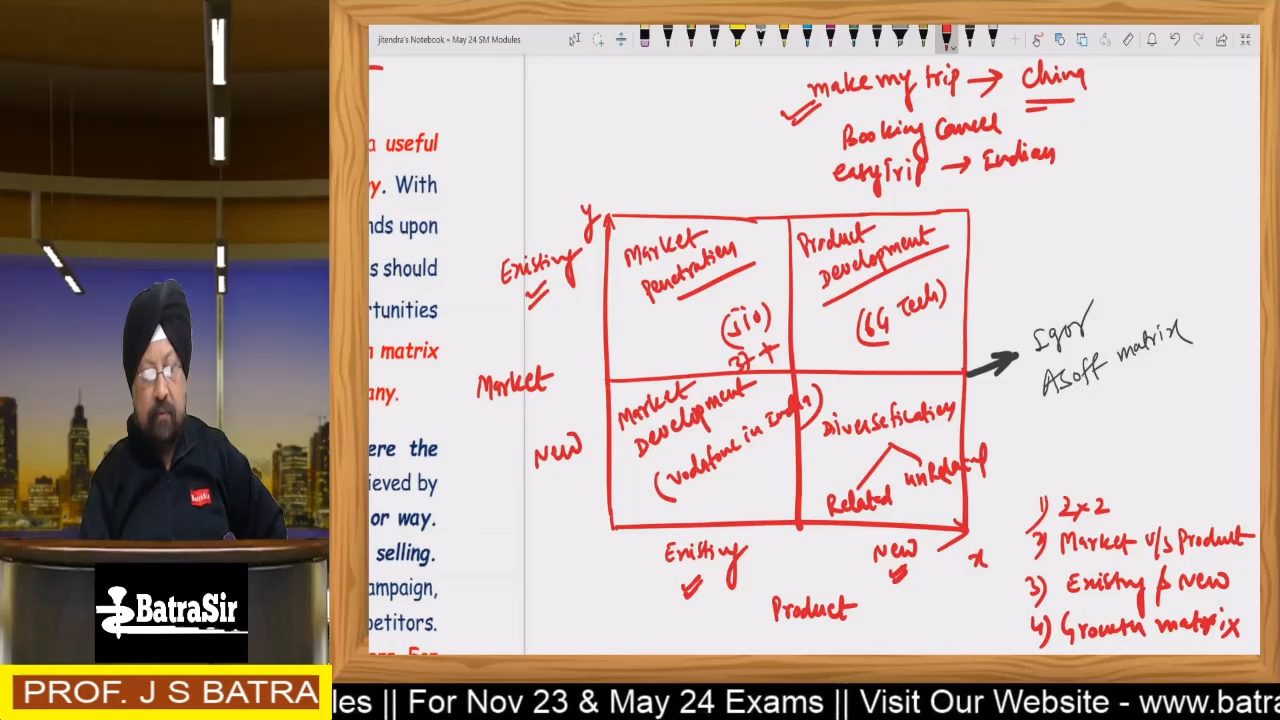 jitendra's Notebook » May 24 SM Modules
a useful
y. With
nds upon
s should
rtunities
n matrix
any.
ere the
ieved by
or way.
selling.
ampaign,
petitors.
make my trip → China
Booking Cancel
easyTrip → Indian
y
Existing
Market
New
Market
Penetration
(Jio)
Product
Development
(6G Tech)
Market
Development
(Vodafone in India)
Diversification
Related
unRelated
Existing
New
x
Product
Igor
Asoff matrix
1) 2x2
2) Market v/s Product
3) Existing & New
4) Growth matrix
BatraSir
BatraSir
PROF. J S BATRA
les || For Nov 23 & May 24 Exams || Visit Our Website - www.batra